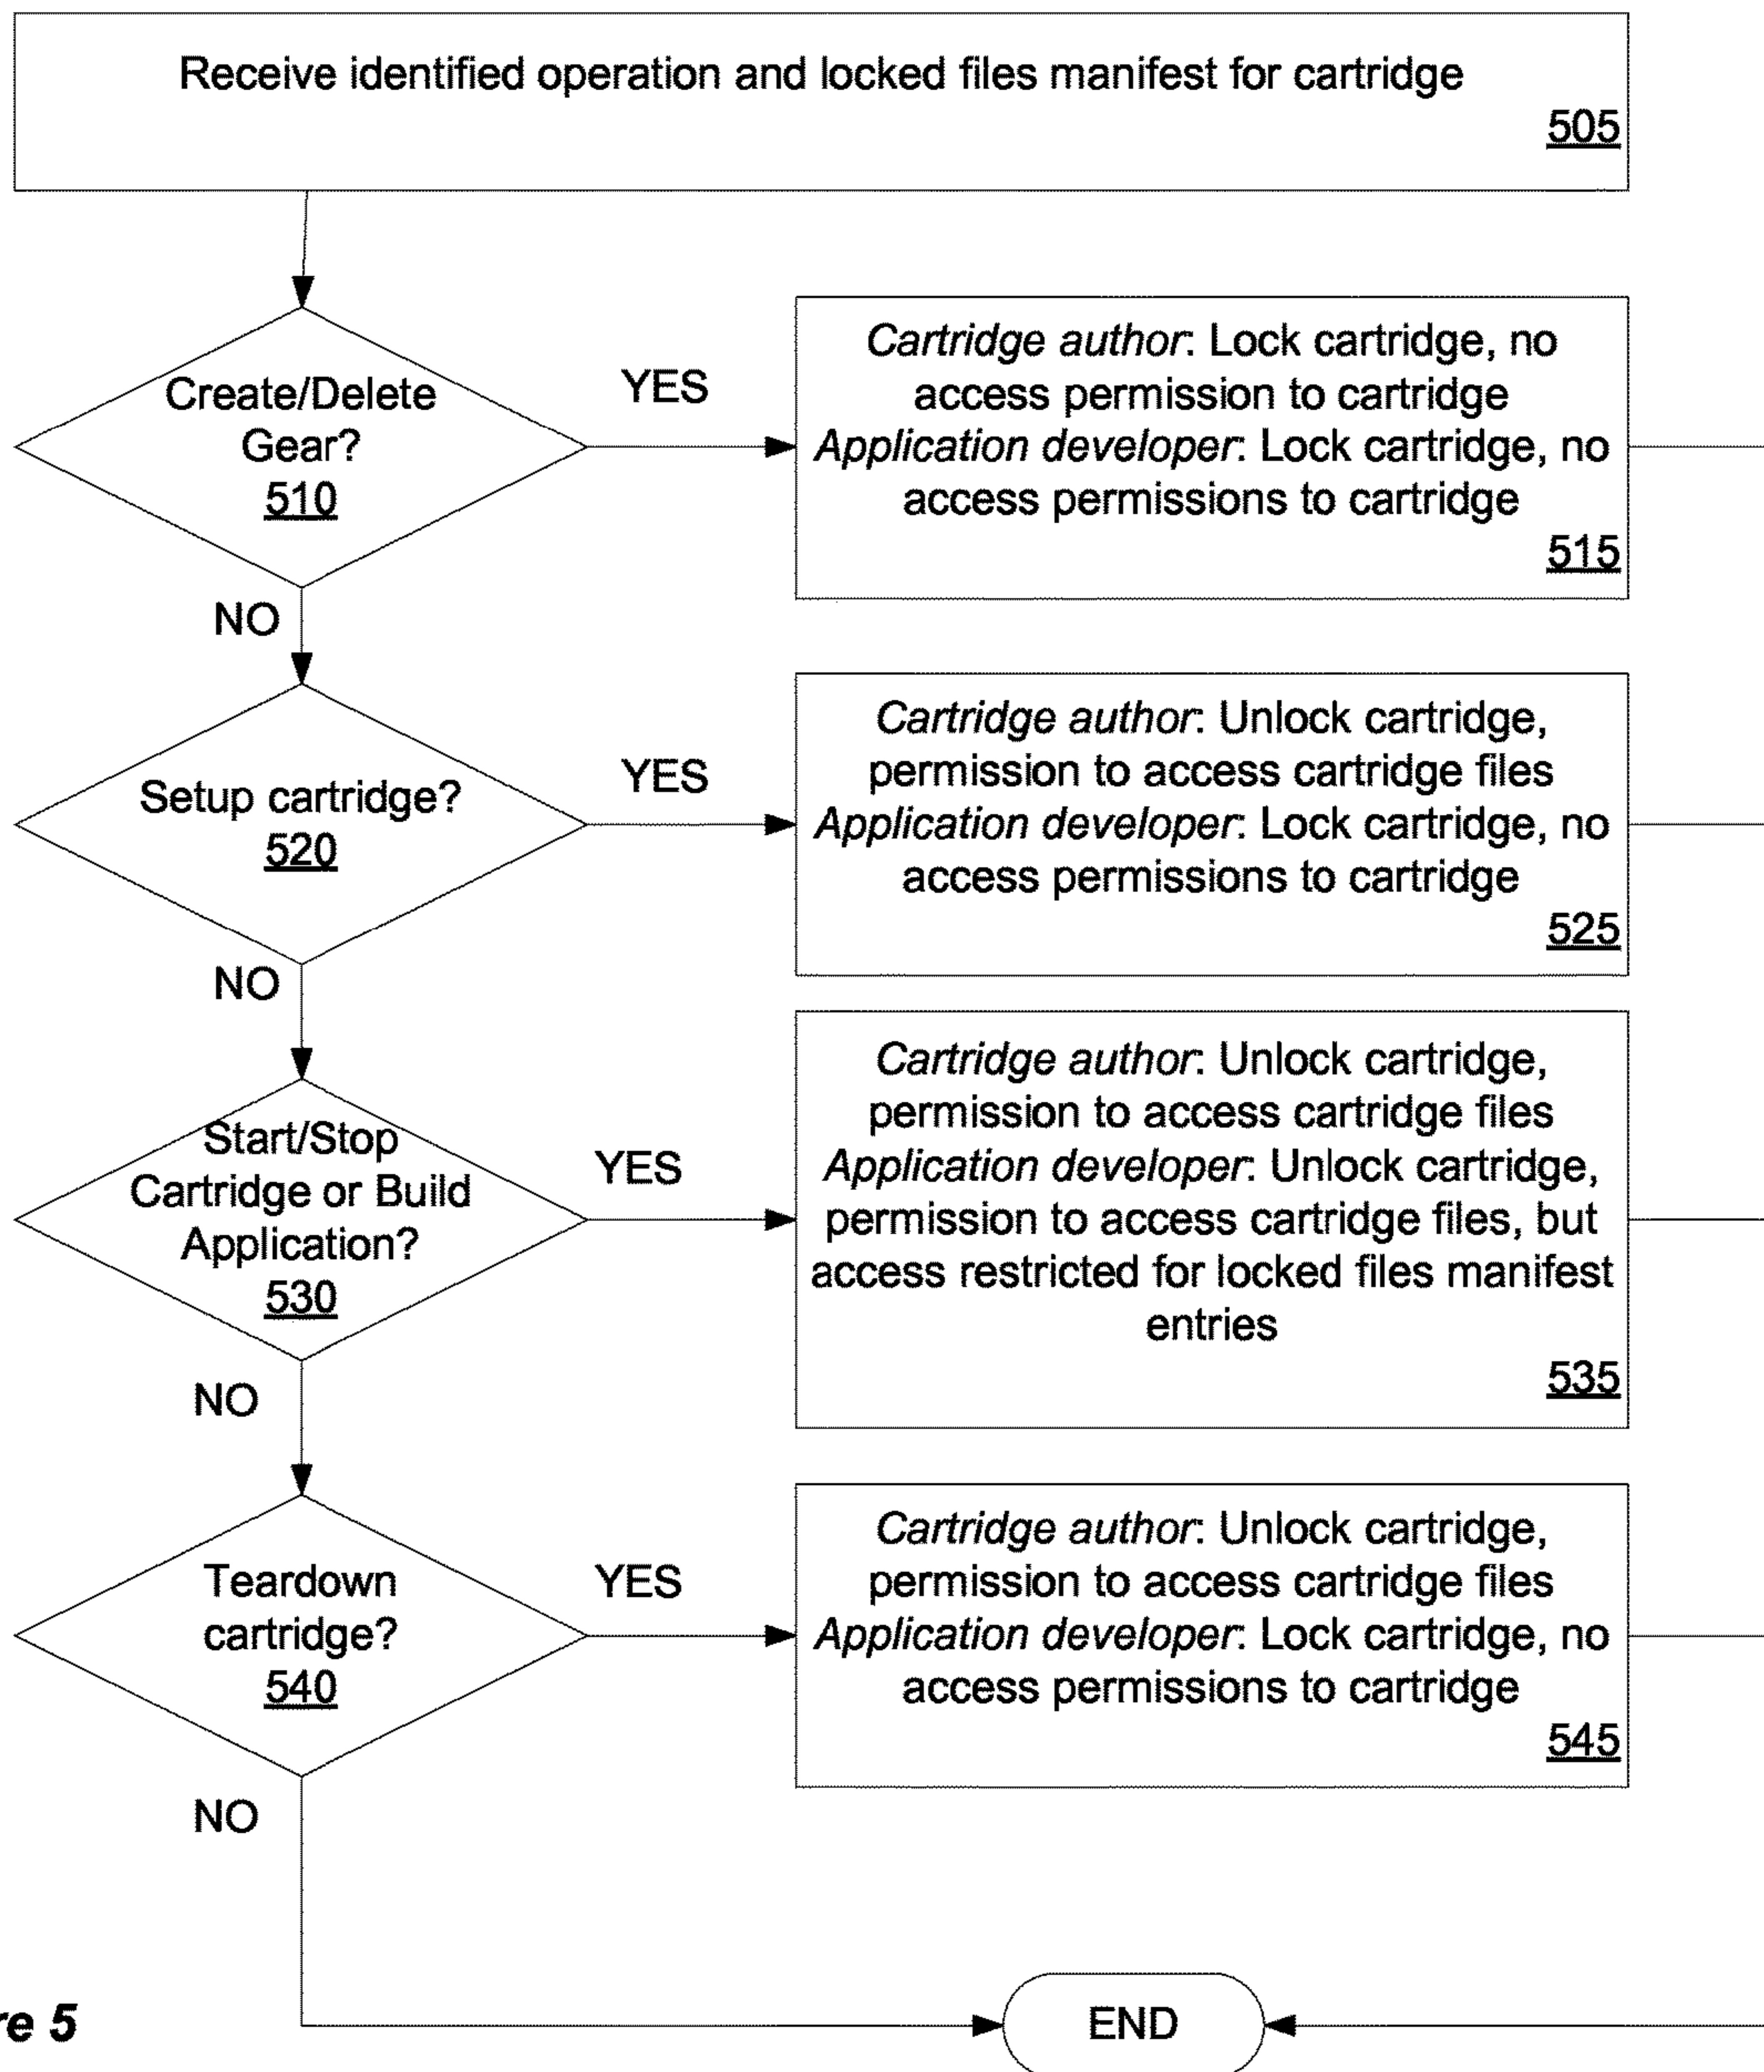 Receive identified operation and locked files manifest for cartridge
505
Create/Delete
Gear?
510
YES
Cartridge author: Lock cartridge, no
access permission to cartridge
Application developer: Lock cartridge, no
access permissions to cartridge
515
NO
Setup cartridge?
520
YES
Cartridge author: Unlock cartridge,
permission to access cartridge files
Application developer: Lock cartridge, no
access permissions to cartridge
525
NO
Start/Stop
Cartridge or Build
Application?
530
YES
Cartridge author: Unlock cartridge,
permission to access cartridge files
Application developer: Unlock cartridge,
permission to access cartridge files, but
access restricted for locked files manifest
entries
535
NO
Teardown
cartridge?
540
YES
Cartridge author: Unlock cartridge,
permission to access cartridge files
Application developer: Lock cartridge, no
access permissions to cartridge
545
NO
re 5
END